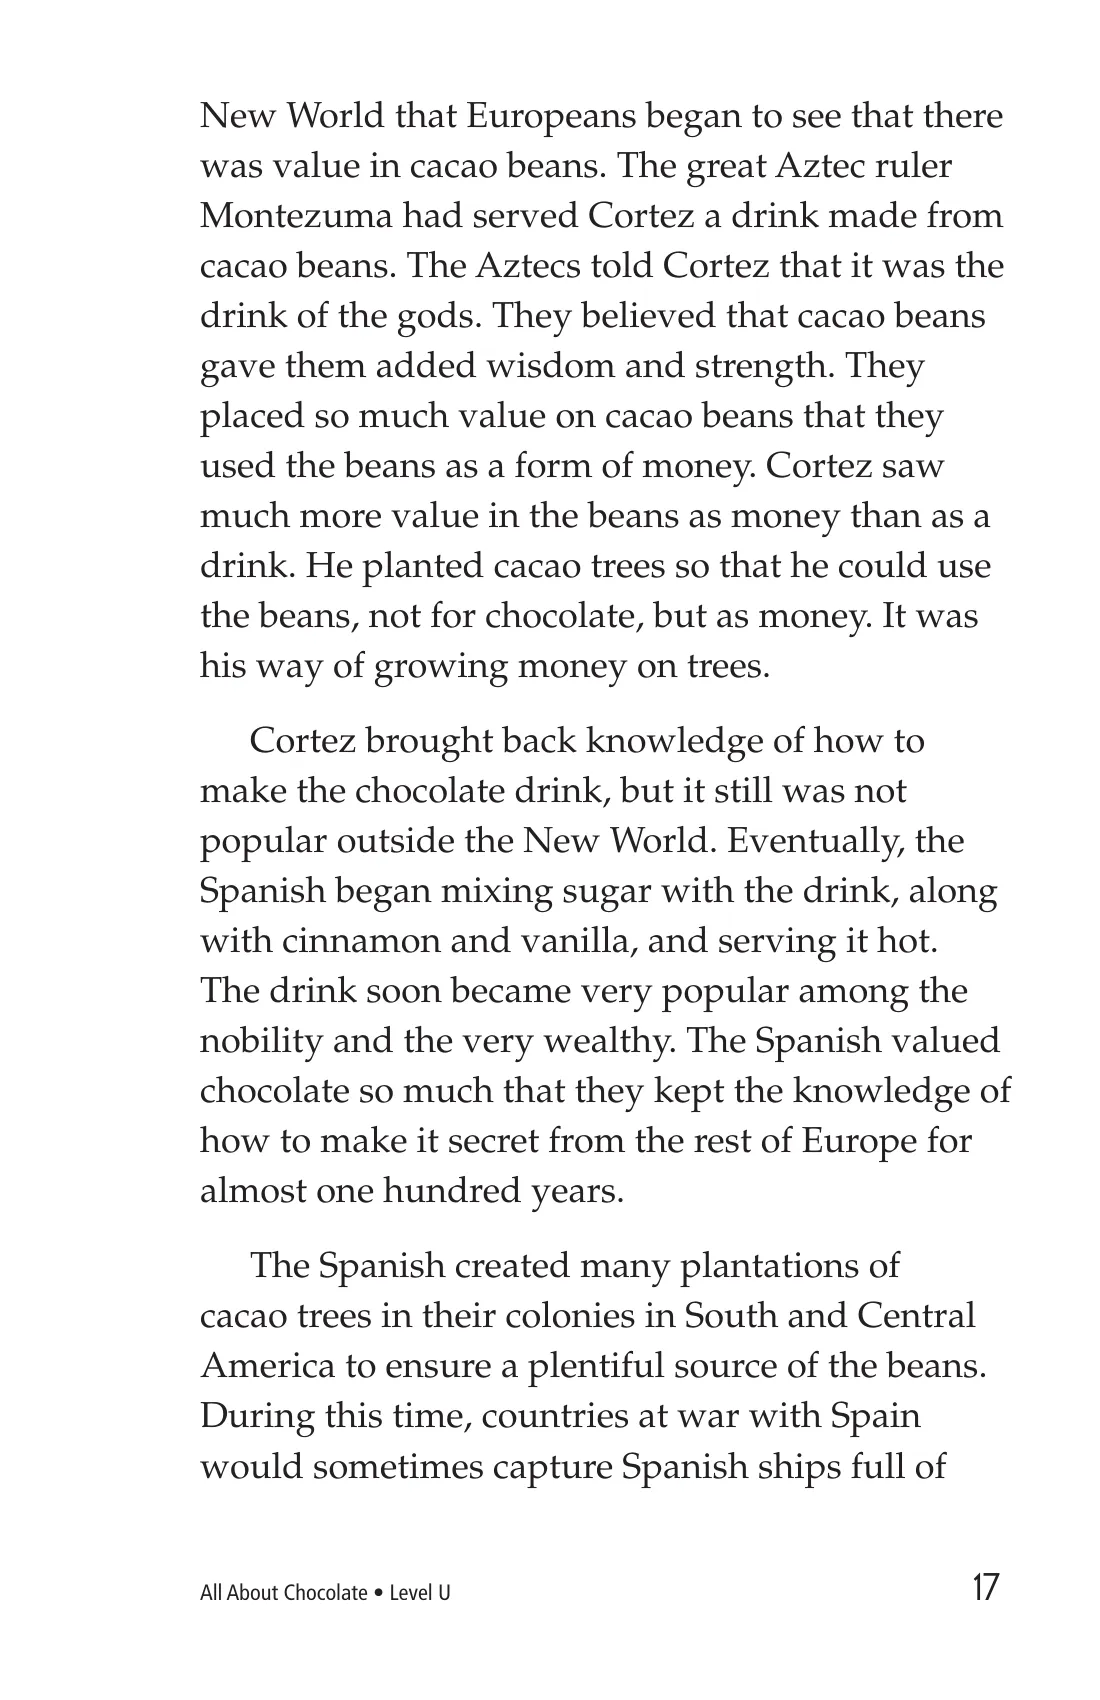 New World that Europeans began to see that there
was value in cacao beans. The great Aztec ruler
Montezuma had served Cortez a drink made from
cacao beans. The Aztecs told Cortez that it was the
drink of the gods. They believed that cacao beans
gave them added wisdom and strength. They
placed so much value on cacao beans that they
used the beans as a form of money. Cortez saw
much more value in the beans as money than as a
drink. He planted cacao trees so that he could use
the beans, not for chocolate, but as money. It was
his way of growing money on trees.
Cortez brought back knowledge of how to
make the chocolate drink, but it still was not
popular outside the New World. Eventually, the
Spanish began mixing sugar with the drink, along
with cinnamon and vanilla, and serving it hot.
The drink soon became very popular among the
nobility and the very wealthy. The Spanish valued
chocolate so much that they kept the knowledge of
how to make it secret from the rest of Europe for
almost one hundred years.
The Spanish created many plantations of
cacao trees in their colonies in South and Central
America to ensure a plentiful source of the beans.
During this time, countries at war with Spain
would sometimes capture Spanish ships full of
All About Chocolate • Level U 17